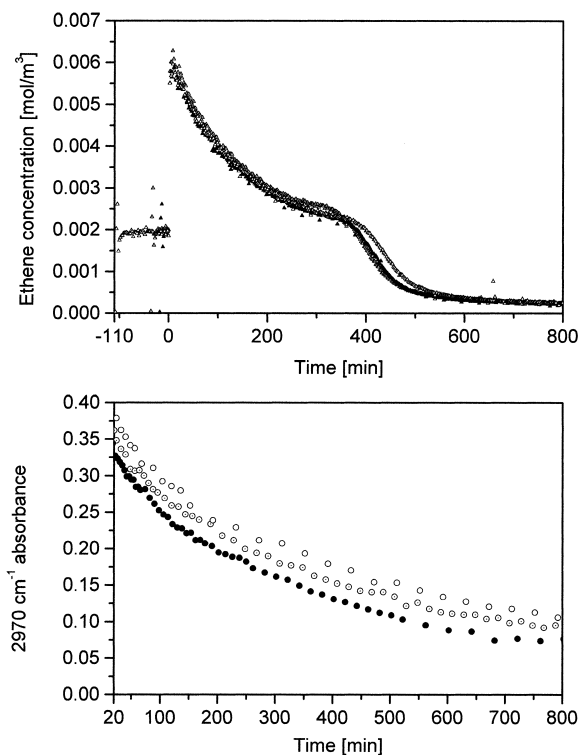 0.007
0.006
0.005
0.004
0.003
0.002
0.001
0.000
Ethene concentration [mol/m³]
-110 0 200 400 600 800
Time [min]
0.40
0.35
0.30
0.25
0.20
0.15
0.10
0.05
0.00
2970 cm⁻¹ absorbance
20 100 200 300 400 500 600 700 800
Time [min]